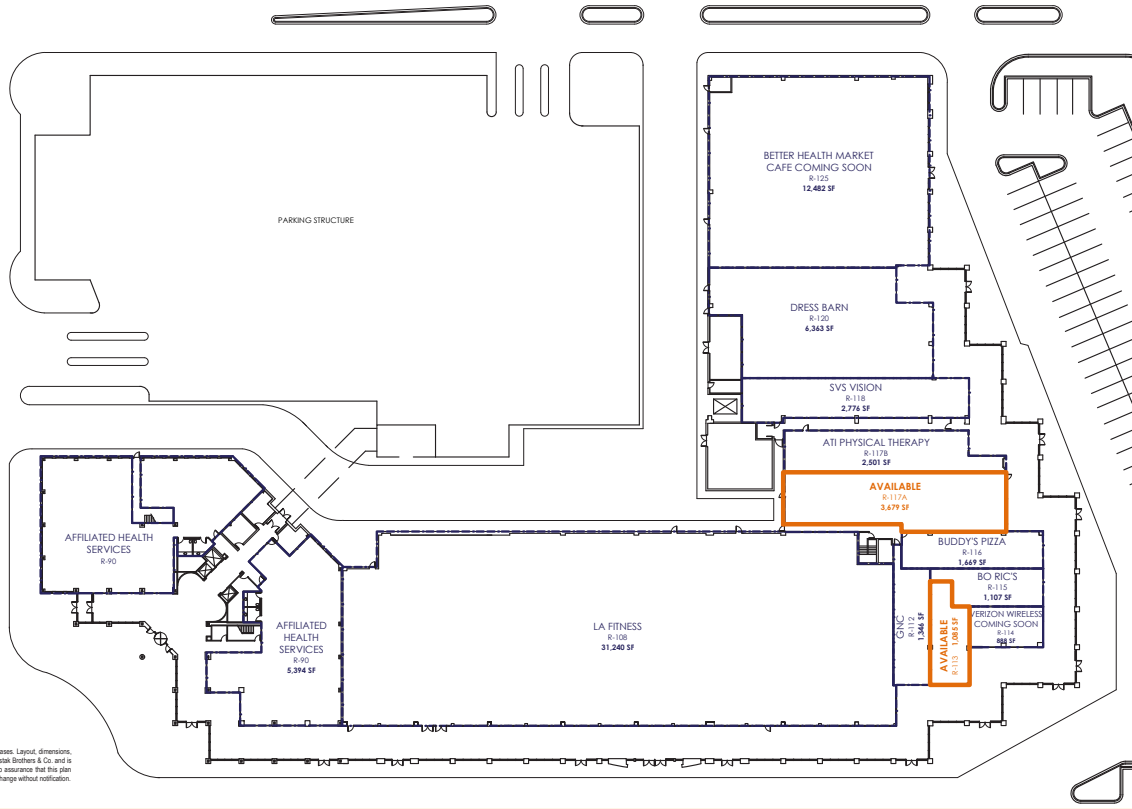 BETTER HEALTH MARKET
CAFE COMING SOON
R-125
12,482 SF
PARKING STRUCTURE
DRESS BARN
R-120
6,363 SF
SVS VISION
R-118
2,776 SF
ATI PHYSICAL THERAPY
R-117B
2,501 SF
AVAILABLE
R-117A
3,679 SF
AFFILIATED HEALTH
SERVICES
R-90
BUDDY'S PIZZA
R-116
1,669 SF
BO RIC'S
R-115
1,107 SF
VERIZON WIRELESS
COMING SOON
R-114
888 SF
GNC
R-112
1,346 SF
AVAILABLE
R-113 1,085 SF
LA FITNESS
R-108
31,240 SF
AFFILIATED
HEALTH
SERVICES
R-90
5,394 SF
ases. Layout, dimensions,
stak Brothers & Co. and is
o assurance that this plan
hange without notification.